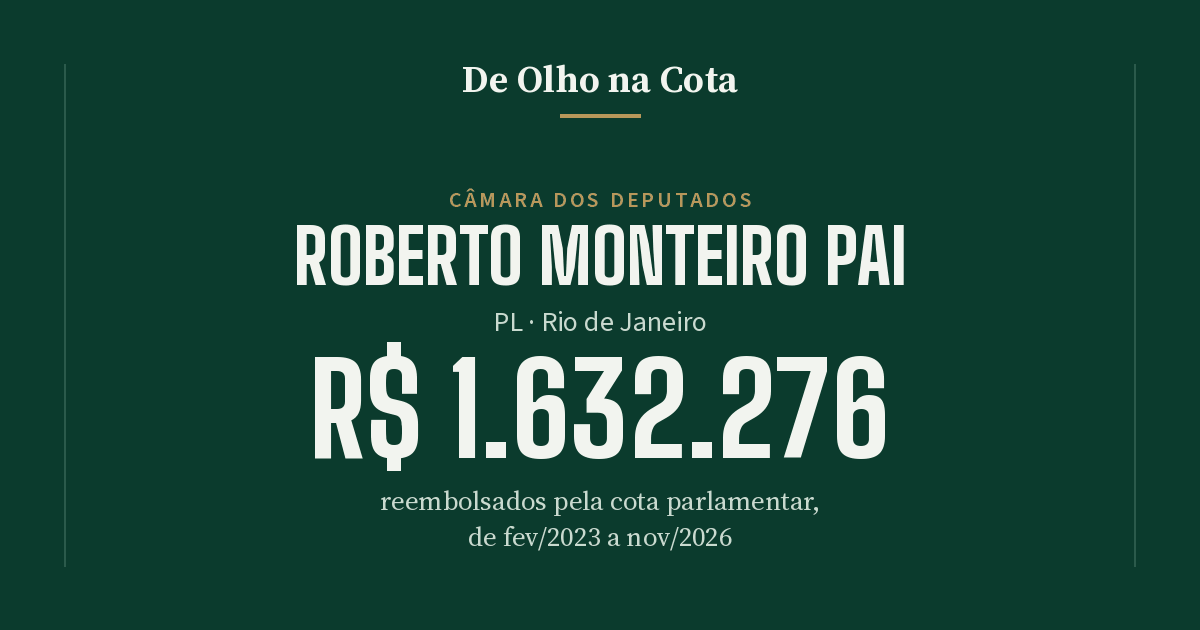 De Olho na Cota
CÂMARA DOS DEPUTADOS
ROBERTO MONTEIRO PAI
PL · Rio de Janeiro
R$ 1.632.276
reembolsados pela cota parlamentar,
de fev/2023 a nov/2026